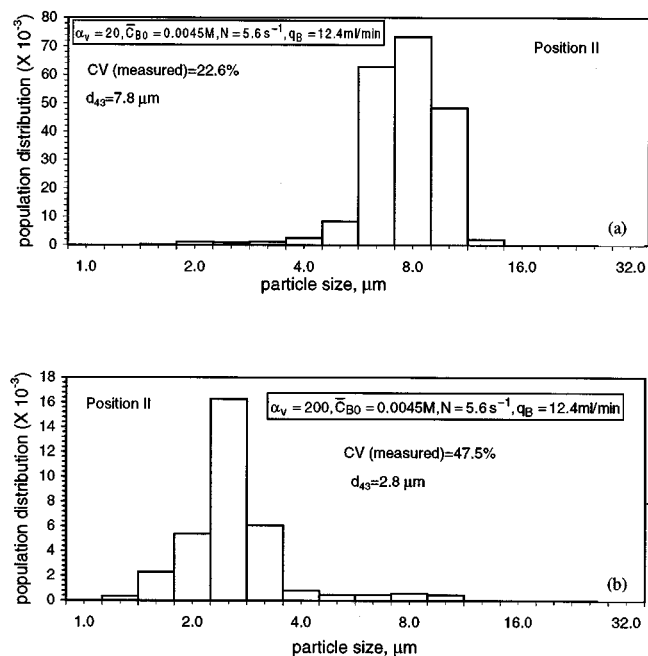 80
70
60
50
40
30
20
10
0
population distribution (X 10⁻³)
αᵥ = 20, C̅_B0 = 0.0045M, N = 5.6 s⁻¹, q_B = 12.4ml/min
Position II
CV (measured)=22.6%
d₄₃=7.8 μm
(a)
1.0 2.0 4.0 8.0 16.0 32.0
particle size, μm
18
16
14
12
10
8
6
4
2
0
population distribution (X 10⁻³)
Position II
αᵥ = 200, C̅_B0 = 0.0045M, N = 5.6 s⁻¹, q_B = 12.4ml/min
CV (measured)=47.5%
d₄₃=2.8 μm
(b)
1.0 2.0 4.0 8.0 16.0 32.0
particle size, μm